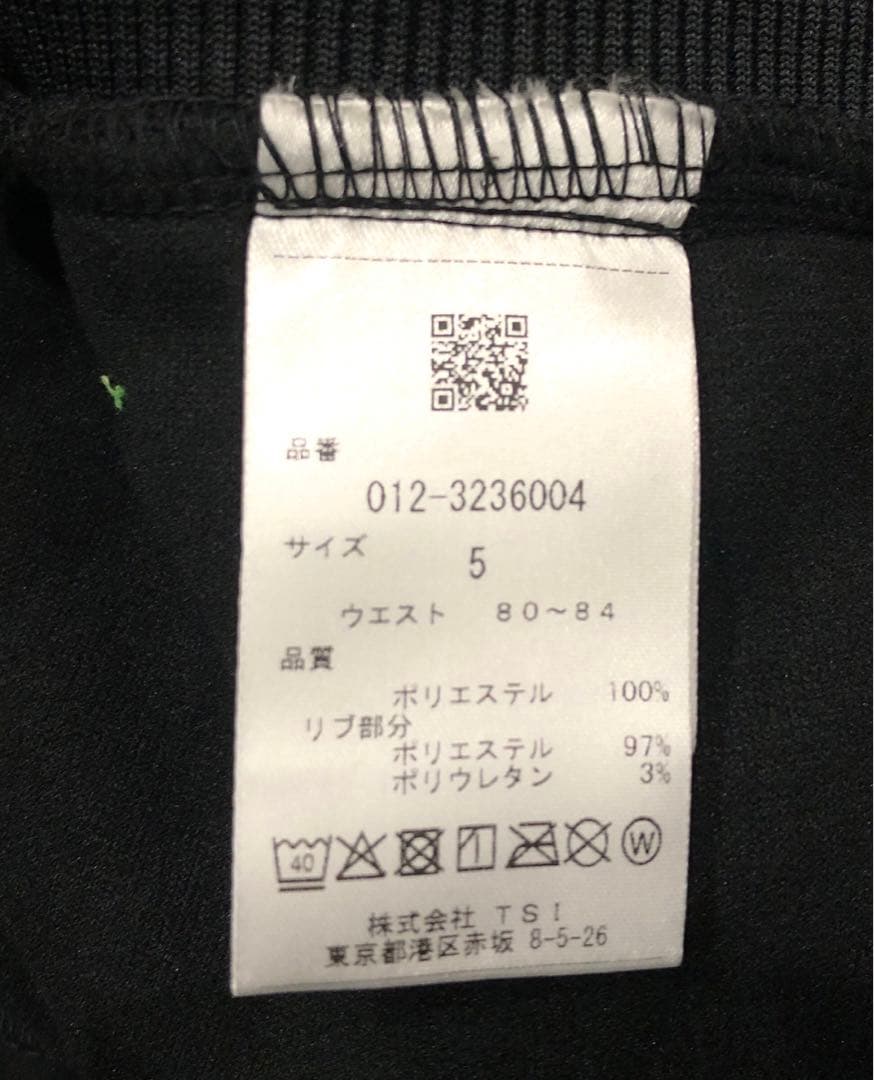 品番
012-3236004
サイズ 5
ウエスト 80~84
品質
ポリエステル 100%
リブ部分
ポリエステル 97%
ポリウレタン 3%
40 W
株式会社 TSI
東京都港区赤坂 8-5-26